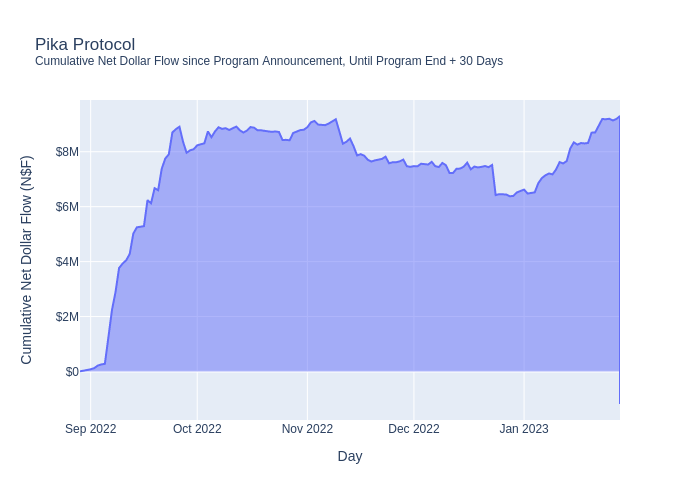 Pika Protocol
Cumulative Net Dollar Flow since Program Announcement, Until Program End + 30 Days
Cumulative Net Dollar Flow (N$F)
$8M
$6M
$4M
$2M
$0
Sep 2022
Oct 2022
Nov 2022
Dec 2022
Jan 2023
Day